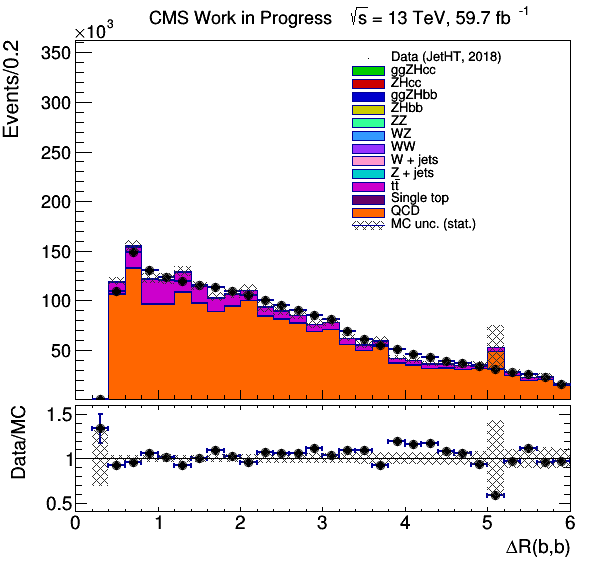 CMS Work in Progress √s = 13 TeV, 59.7 fb⁻¹
×10³
Events/0.2
350
300
250
200
150
100
50
Data (JetHT, 2018)
ggZHcc
ZHcc
ggZHbb
ZHbb
ZZ
WZ
WW
W + jets
Z + jets
tt̄
Single top
QCD
MC unc. (stat.)
Data/MC
1.5
1
0.5
0 1 2 3 4 5 6
ΔR(b,b)